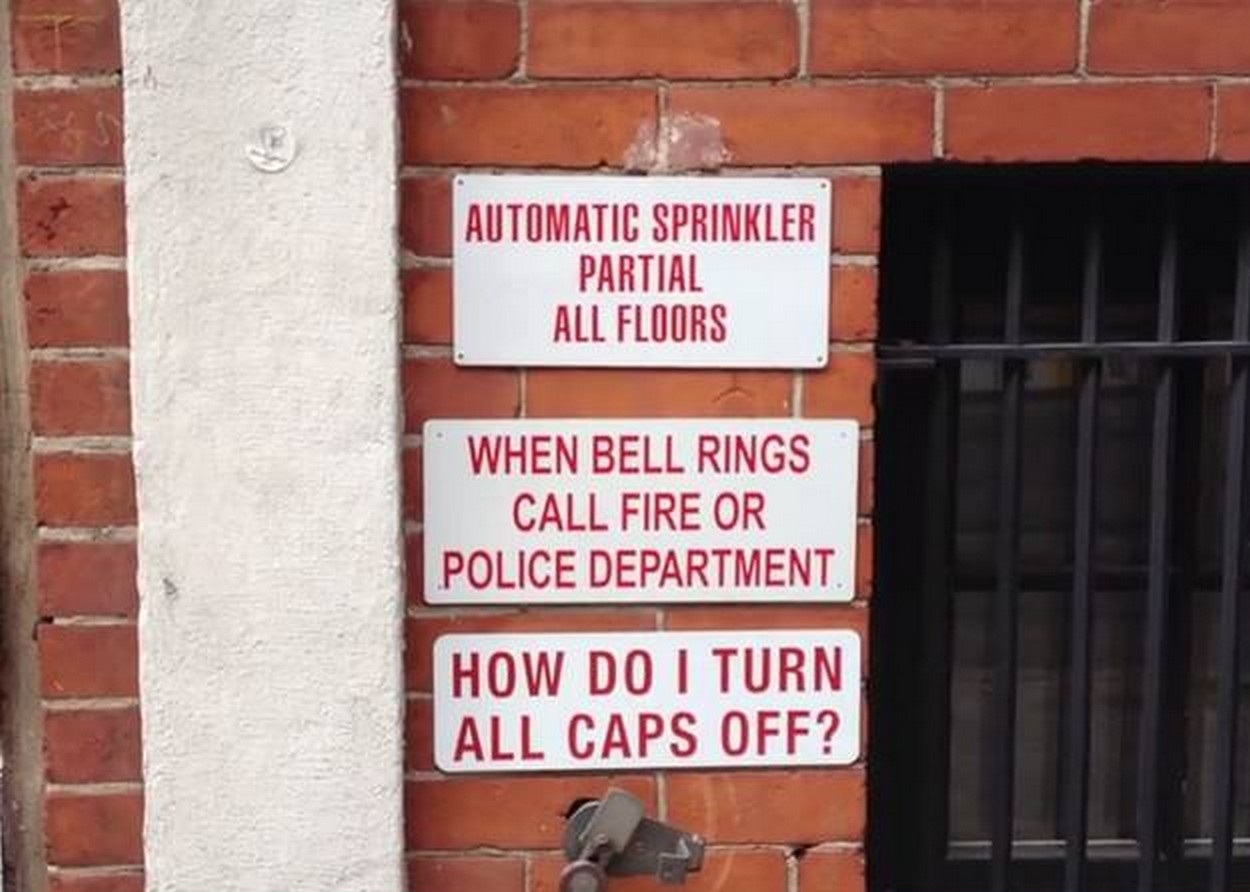 AUTOMATIC SPRINKLER
PARTIAL
ALL FLOORS
WHEN BELL RINGS
CALL FIRE OR
POLICE DEPARTMENT
HOW DO I TURN
ALL CAPS OFF?